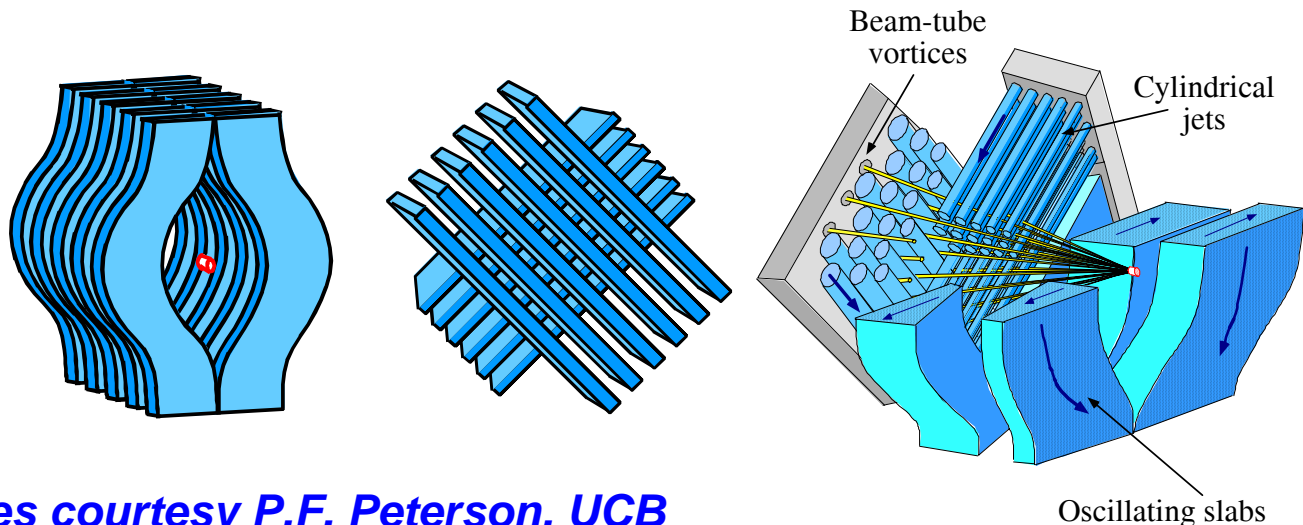 Beam-tube
vortices
Cylindrical
jets
es courtesy P.F. Peterson, UCB
Oscillating slabs